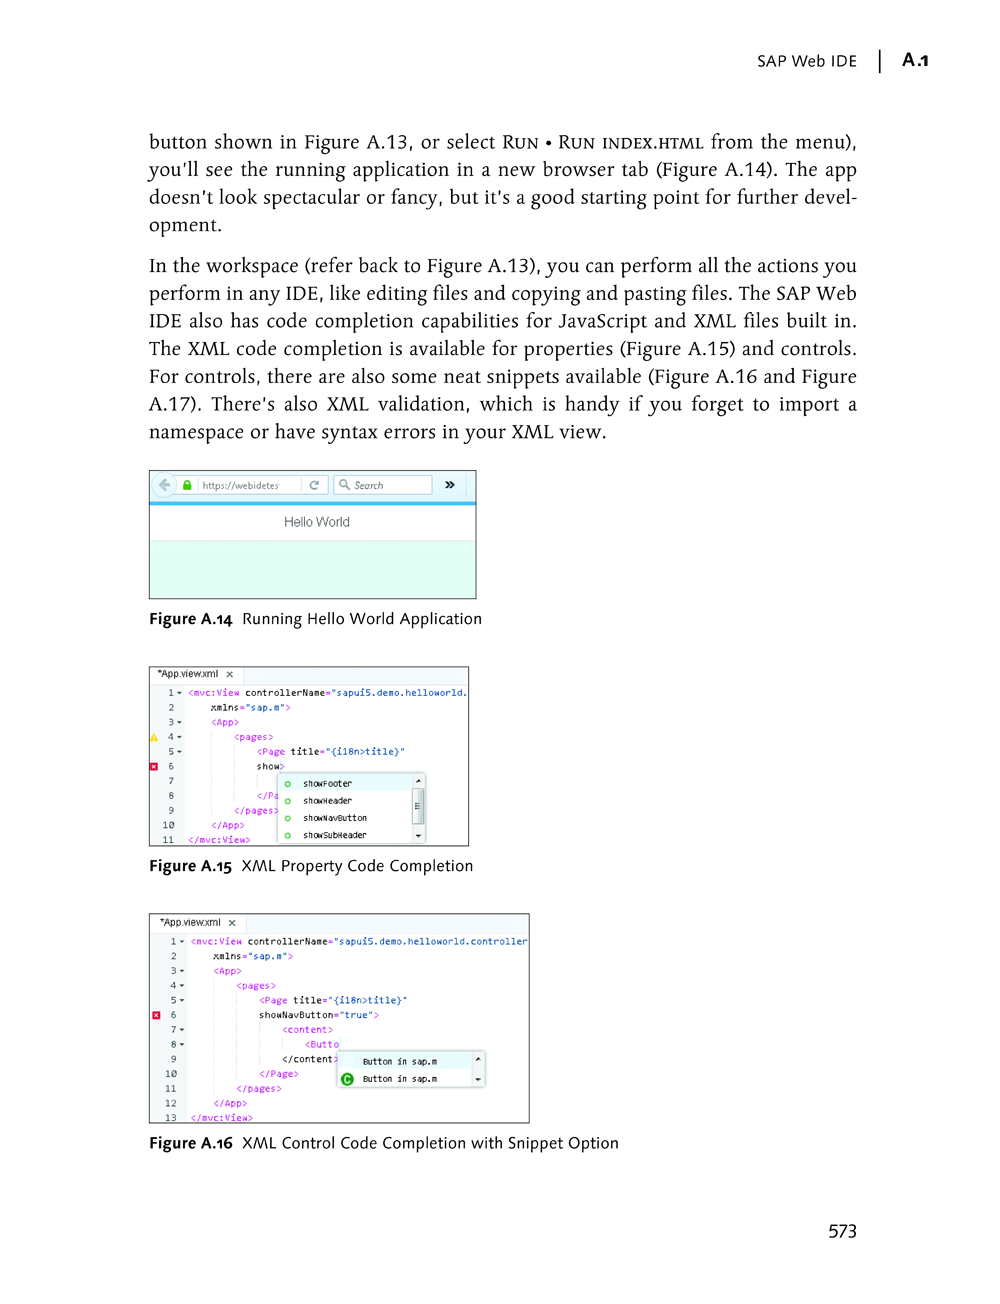 SAP Web IDE | A.1
button shown in Figure A.13, or select RUN • RUN INDEX.HTML from the menu),
you'll see the running application in a new browser tab (Figure A.14). The app
doesn't look spectacular or fancy, but it's a good starting point for further devel-
opment.
In the workspace (refer back to Figure A.13), you can perform all the actions you
perform in any IDE, like editing files and copying and pasting files. The SAP Web
IDE also has code completion capabilities for JavaScript and XML files built in.
The XML code completion is available for properties (Figure A.15) and controls.
For controls, there are also some neat snippets available (Figure A.16 and Figure
A.17). There's also XML validation, which is handy if you forget to import a
namespace or have syntax errors in your XML view.
https://webidetes Search »
Hello World
Figure A.14 Running Hello World Application
*App.view.xml x
1 <mvc:View controllerName="sapui5.demo.helloworld.
2 xmlns="sap.m">
3 <App>
4 <pages>
5 <Page title="{i18n>title}"
6 show>
7 showFooter
8 </Pa showHeader
9 </pages> showNavButton
10 </App> showSubHeader
11 </mvc:View>
Figure A.15 XML Property Code Completion
*App.view.xml x
1 <mvc:View controllerName="sapui5.demo.helloworld.controller
2 xmlns="sap.m">
3 <App>
4 <pages>
5 <Page title="{i18n>title}"
6 showNavButton="true">
7 <content>
8 <Butto
9 </content> Button in sap.m
10 </Page> C Button in sap.m
11 </pages>
12 </App>
13 </mvc:View>
Figure A.16 XML Control Code Completion with Snippet Option
573